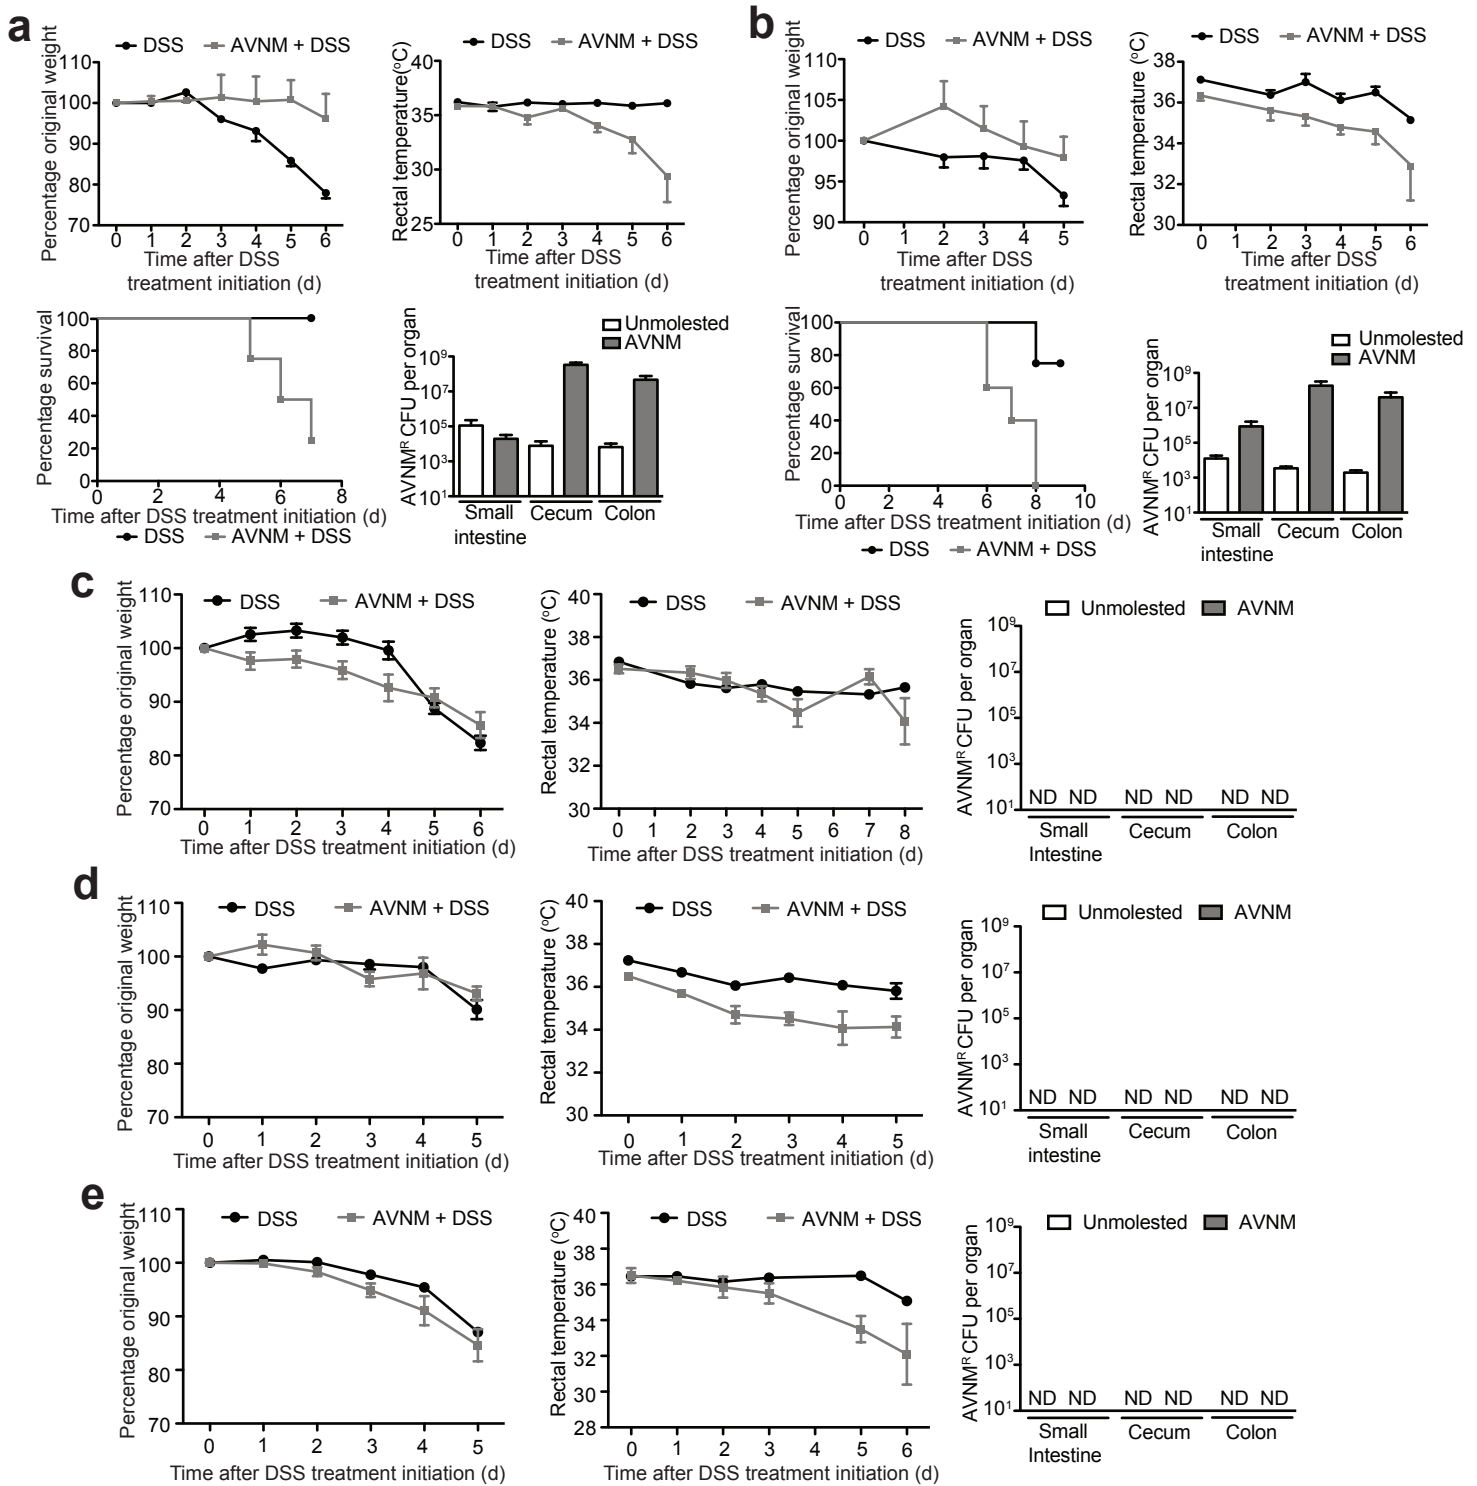 a
DSS AVNM + DSS
Percentage original weight
110
100
90
80
70
0 1 2 3 4 5 6
Time after DSS
treatment initiation (d)
DSS AVNM + DSS
Rectal temperature(°C)
40
35
30
25
0 1 2 3 4 5 6
Time after DSS
treatment initiation (d)
Percentage survival
100
80
60
40
20
0
0 2 4 6 8
Time after DSS treatment initiation (d)
DSS AVNM + DSS
Unmolested
AVNM
AVNMᴿ CFU per organ
10⁹
10⁷
10⁵
10³
10¹
Small Cecum Colon
intestine
b
DSS AVNM + DSS
Percentage original weight
110
105
100
95
90
0 1 2 3 4 5
Time after DSS
treatment initiation (d)
DSS AVNM + DSS
Rectal temperature (°C)
38
36
34
32
30
0 1 2 3 4 5 6
Time after DSS
treatment initiation (d)
Percentage survival
100
80
60
40
20
0
0 2 4 6 8 10
Time after DSS treatment initiation (d)
DSS AVNM + DSS
Unmolested
AVNM
AVNMᴿ CFU per organ
10⁹
10⁷
10⁵
10³
10¹
Small Cecum Colon
intestine
c
DSS AVNM + DSS
Percentage original weight
110
100
90
80
70
0 1 2 3 4 5 6
Time after DSS treatment initiation (d)
DSS AVNM + DSS
Rectal temperature (°C)
40
38
36
34
32
30
0 1 2 3 4 5 6 7 8
Time after DSS treatment initiation (d)
Unmolested AVNM
AVNMᴿ CFU per organ
10⁹
10⁷
10⁵
10³
10¹
ND ND ND ND ND ND
Small Cecum Colon
Intestine
d
DSS AVNM + DSS
Percentage original weight
110
100
90
80
70
0 1 2 3 4 5
Time after DSS treatment initiation (d)
DSS AVNM + DSS
Rectal temperature (°C)
40
38
36
34
32
30
0 1 2 3 4 5
Time after DSS treatment initiation (d)
Unmolested AVNM
AVNMᴿ CFU per organ
10⁹
10⁷
10⁵
10³
10¹
ND ND ND ND ND ND
Small Cecum Colon
intestine
e
DSS AVNM + DSS
Percentage original weight
110
100
90
80
70
0 1 2 3 4 5
Time after DSS treatment initiation (d)
DSS AVNM + DSS
Rectal temperature (°C)
40
38
36
34
32
30
28
0 1 2 3 4 5 6
Time after DSS treatment initiation (d)
Unmolested AVNM
AVNMᴿ CFU per organ
10⁹
10⁷
10⁵
10³
10¹
ND ND ND ND ND ND
Small Cecum Colon
Intestine